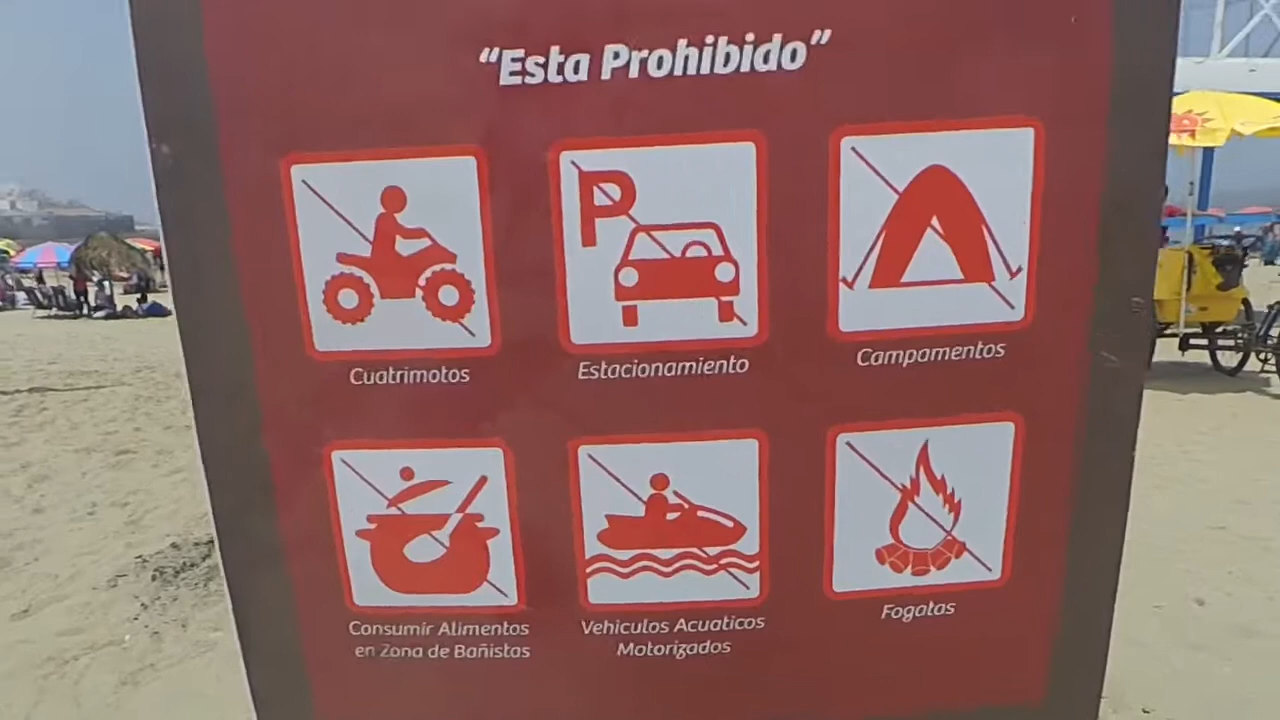 “Esta Prohibido”
P
Cuatrimotos
Estacionamiento
Campamentos
Consumir Alimentos
en Zona de Bañistas
Vehiculos Acuaticos
Motorizados
Fogatas